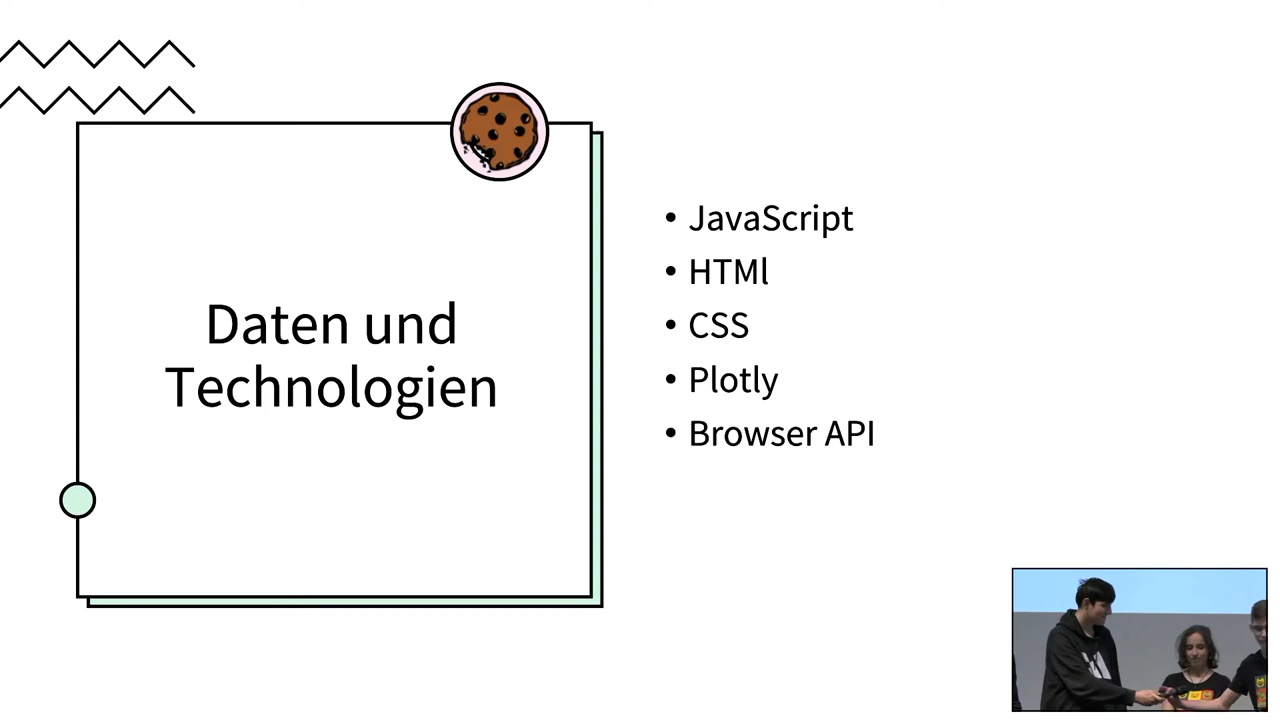 Daten und
Technologien
• JavaScript
• HTMl
• CSS
• Plotly
• Browser API